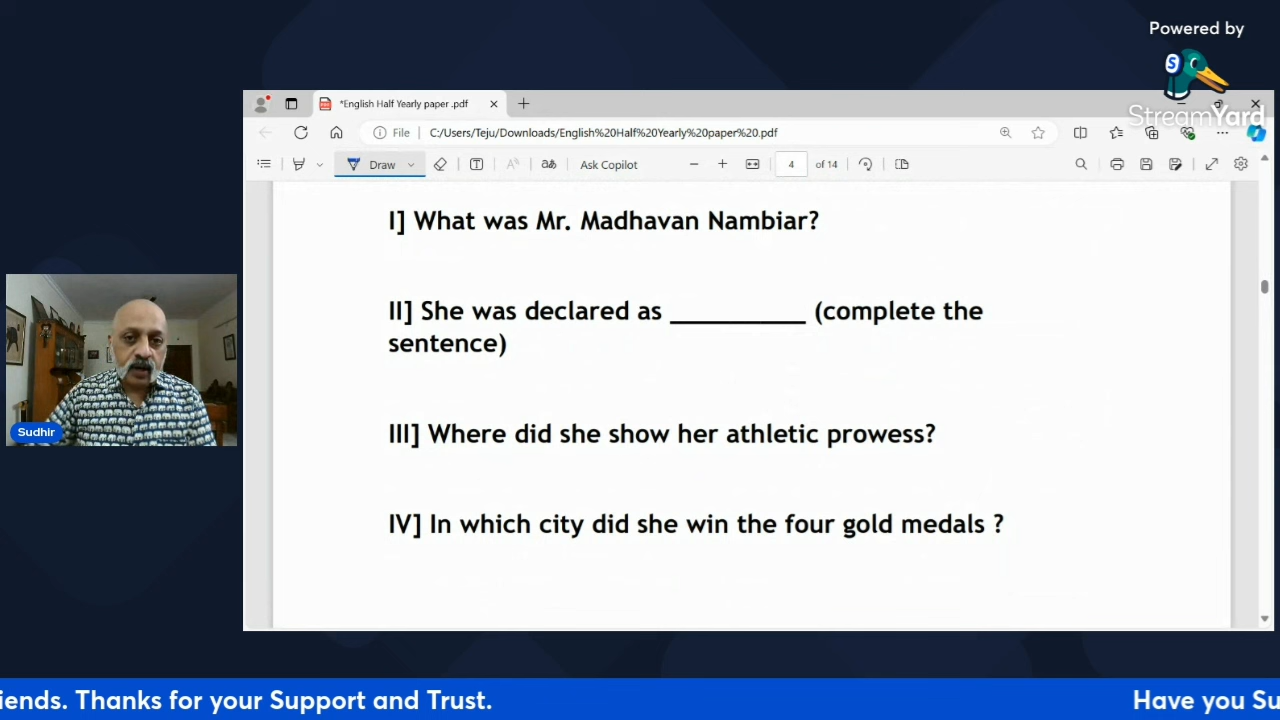 Powered by
StreamYard
*English Half Yearly paper .pdf
File
C:/Users/Teju/Downloads/English%20Half%20Yearly%20paper%20.pdf
Draw
Ask Copilot
4
of 14
I] What was Mr. Madhavan Nambiar?
II] She was declared as __________ (complete the
sentence)
III] Where did she show her athletic prowess?
IV] In which city did she win the four gold medals ?
Sudhir
iends. Thanks for your Support and Trust.
Have you Su